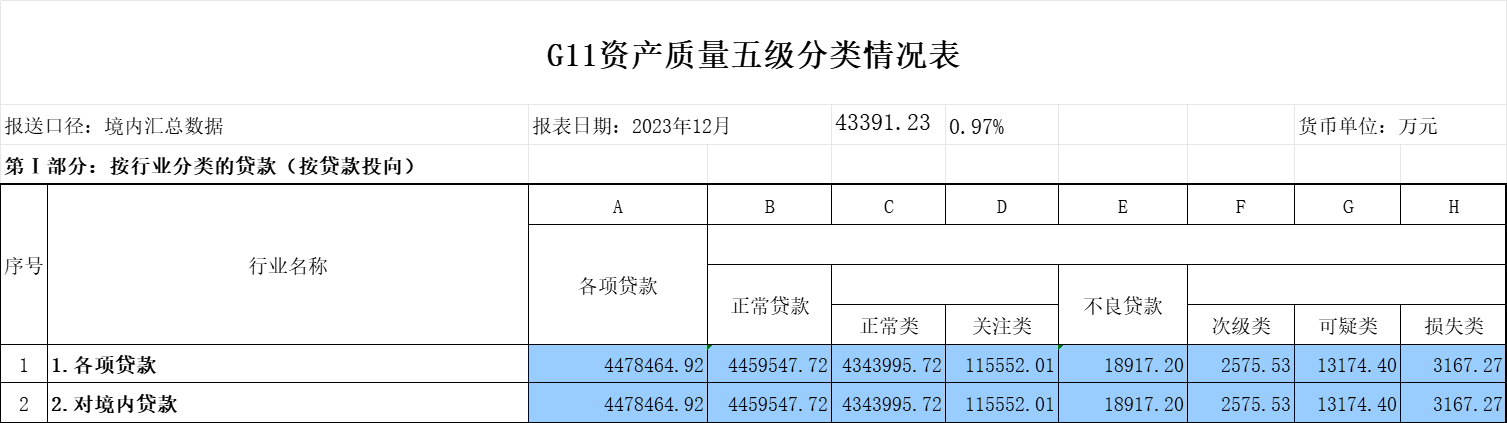 G11资产质量五级分类情况表
报送口径：境内汇总数据 报表日期：2023年12月 43391.23 0.97% 货币单位：万元
第Ⅰ部分：按行业分类的贷款（按贷款投向）
A B C D E F G H
序号 行业名称 各项贷款
正常贷款 不良贷款
正常类 关注类 次级类 可疑类 损失类
1 1.各项贷款 4478464.92 4459547.72 4343995.72 115552.01 18917.20 2575.53 13174.40 3167.27
2 2.对境内贷款 4478464.92 4459547.72 4343995.72 115552.01 18917.20 2575.53 13174.40 3167.27